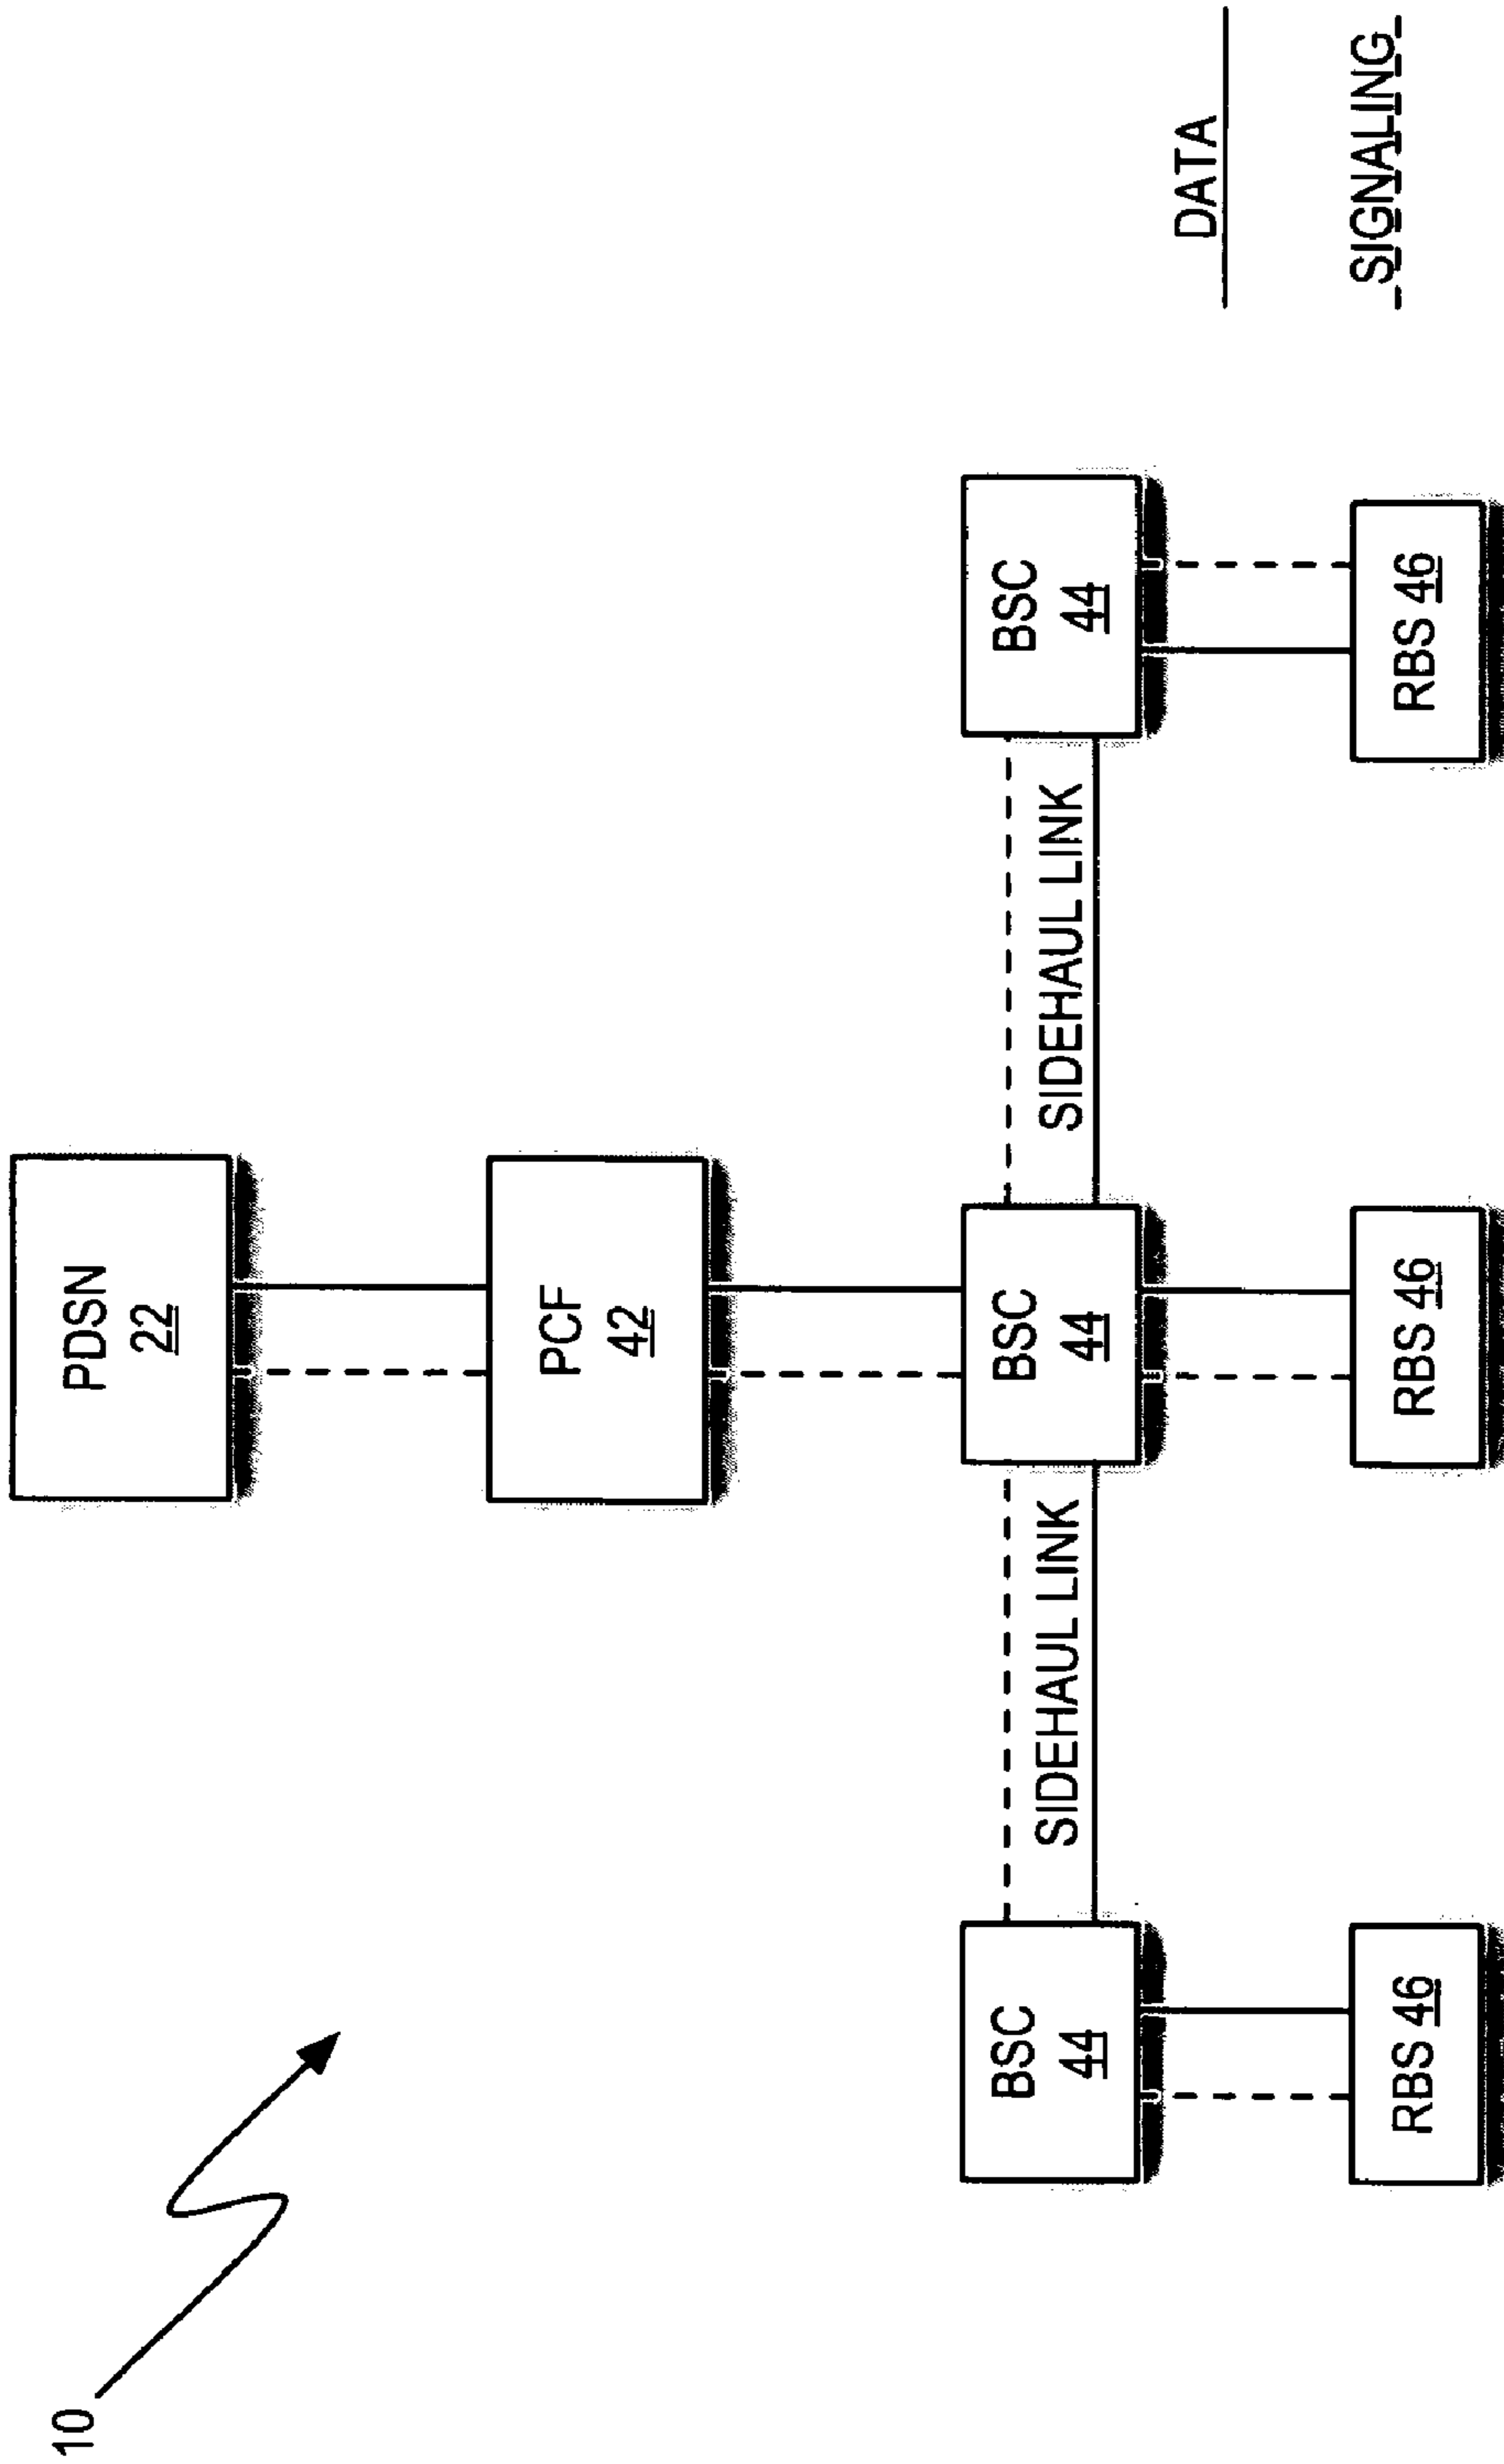 10
PDSN
22
PCF
42
BSC
44
SIDEHAUL LINK
BSC
44
SIDEHAUL LINK
BSC
44
RBS 46
RBS 46
RBS 46
DATA
SIGNALING